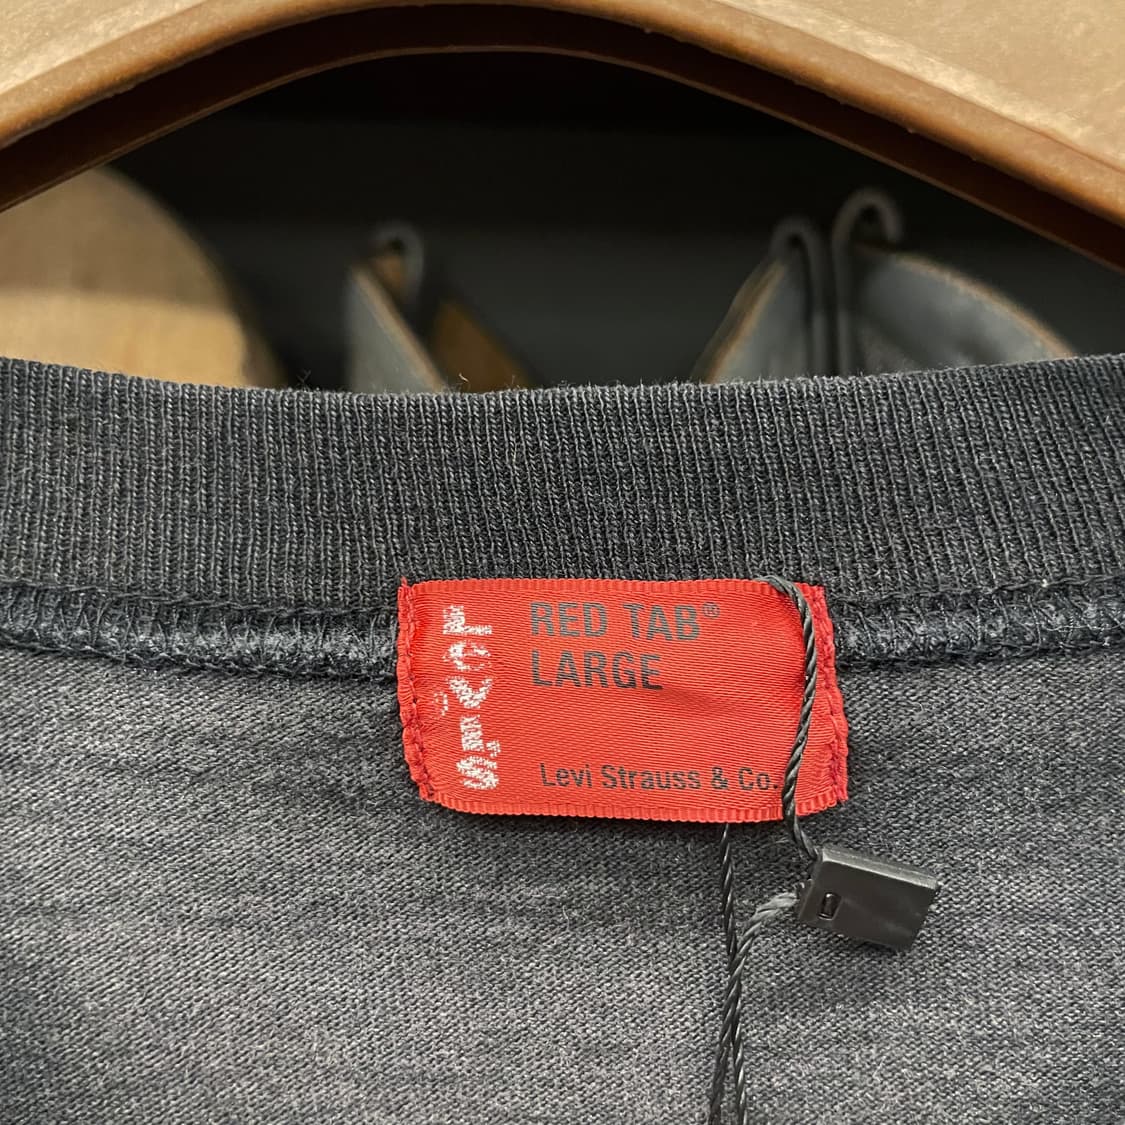 Levi's
RED TAB®
LARGE
Levi Strauss & Co.